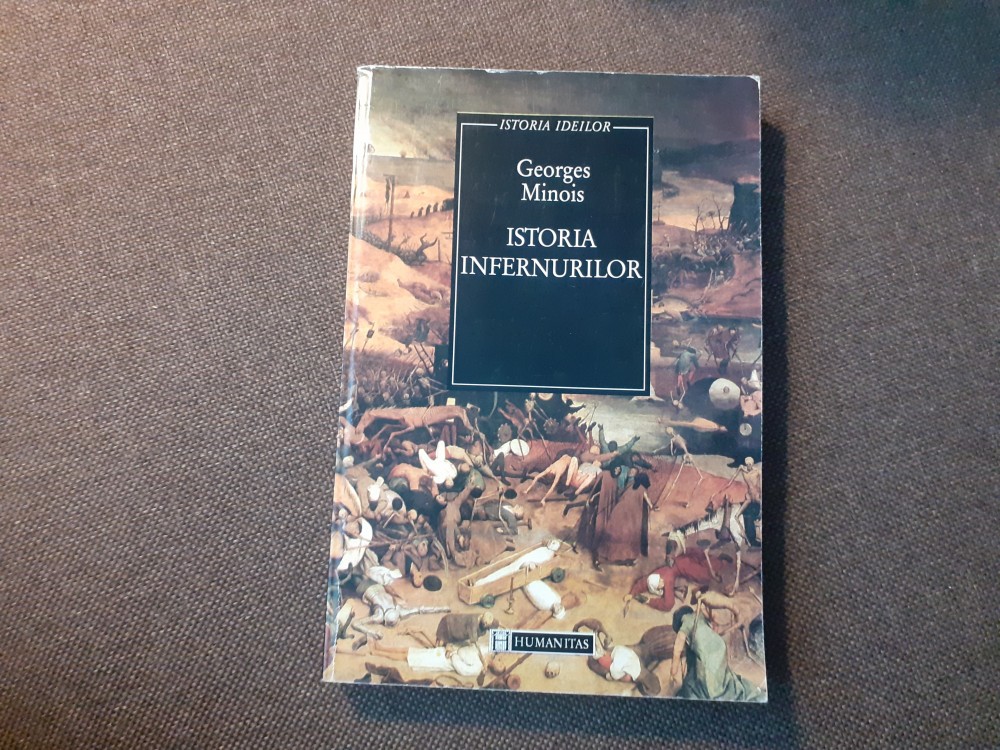 ISTORIA IDEILOR
Georges
Minois
ISTORIA
INFERNURILOR
HUMANITAS